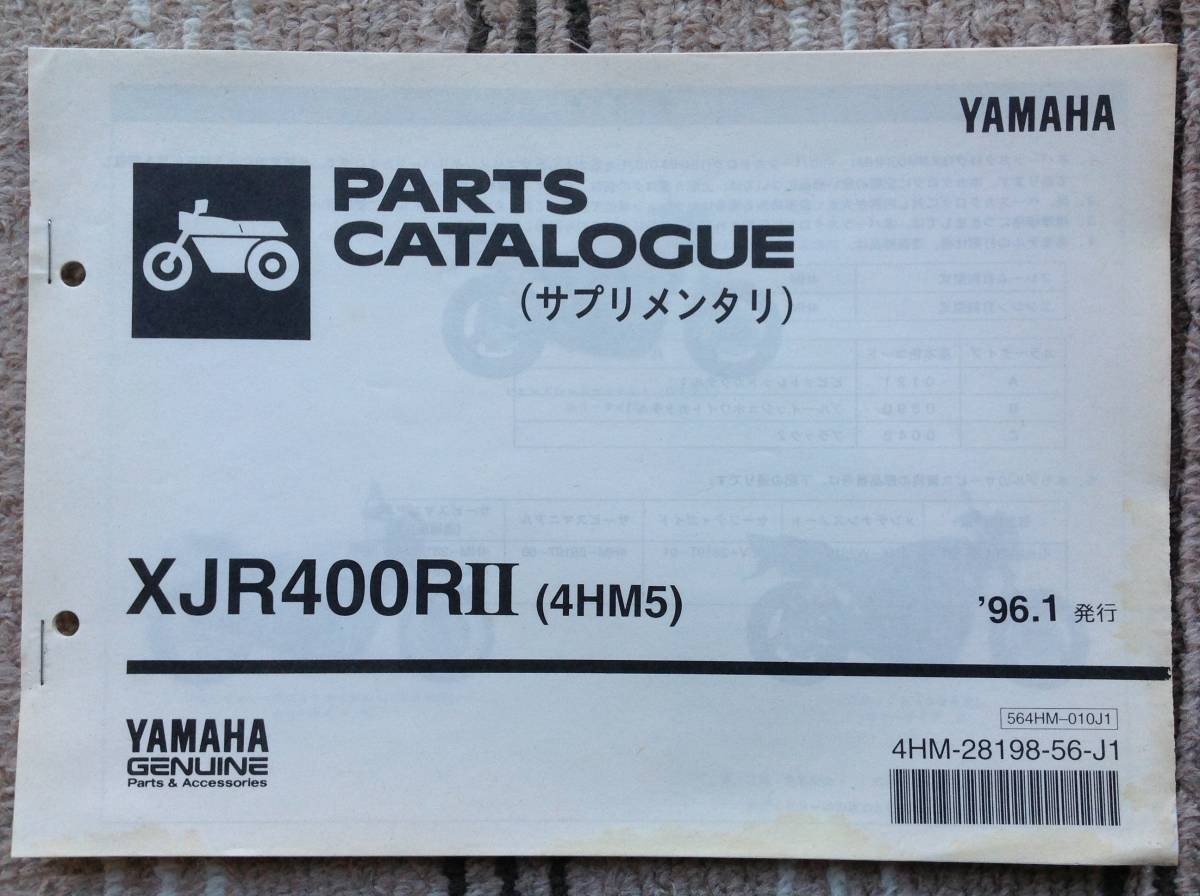 YAMAHA
PARTS
CATALOGUE
(サプリメンタリ)
XJR400RII (4HM5)
'96.1 発行
YAMAHA
GENUINE
Parts & Accessories
564HM-010J1
4HM-28198-56-J1